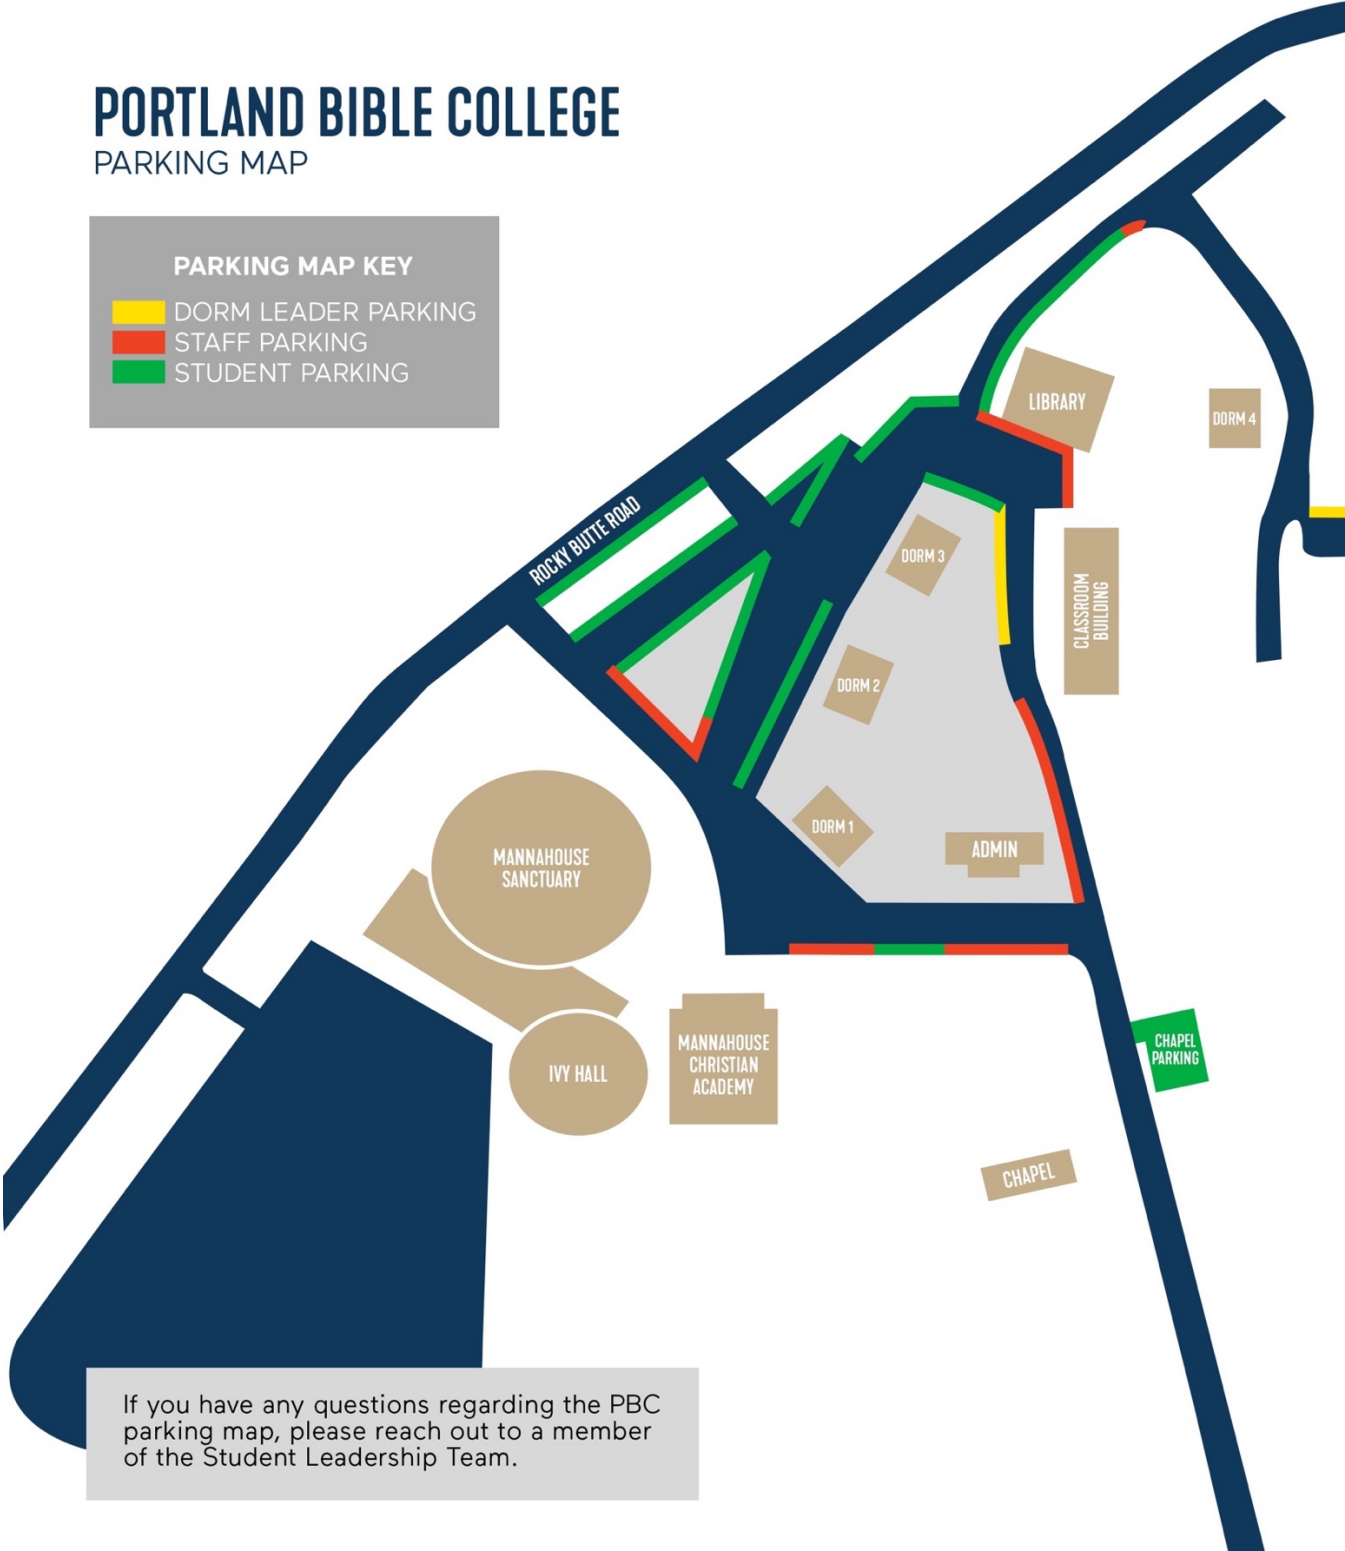 PORTLAND BIBLE COLLEGE
PARKING MAP
PARKING MAP KEY
DORM LEADER PARKING
STAFF PARKING
STUDENT PARKING
LIBRARY
DORM 4
ROCKY BUTTE ROAD
DORM 3
CLASSROOM
BUILDING
DORM 2
DORM 1
ADMIN
MANNAHOUSE
SANCTUARY
IVY HALL
MANNAHOUSE
CHRISTIAN
ACADEMY
CHAPEL
PARKING
CHAPEL
If you have any questions regarding the PBC
parking map, please reach out to a member
of the Student Leadership Team.